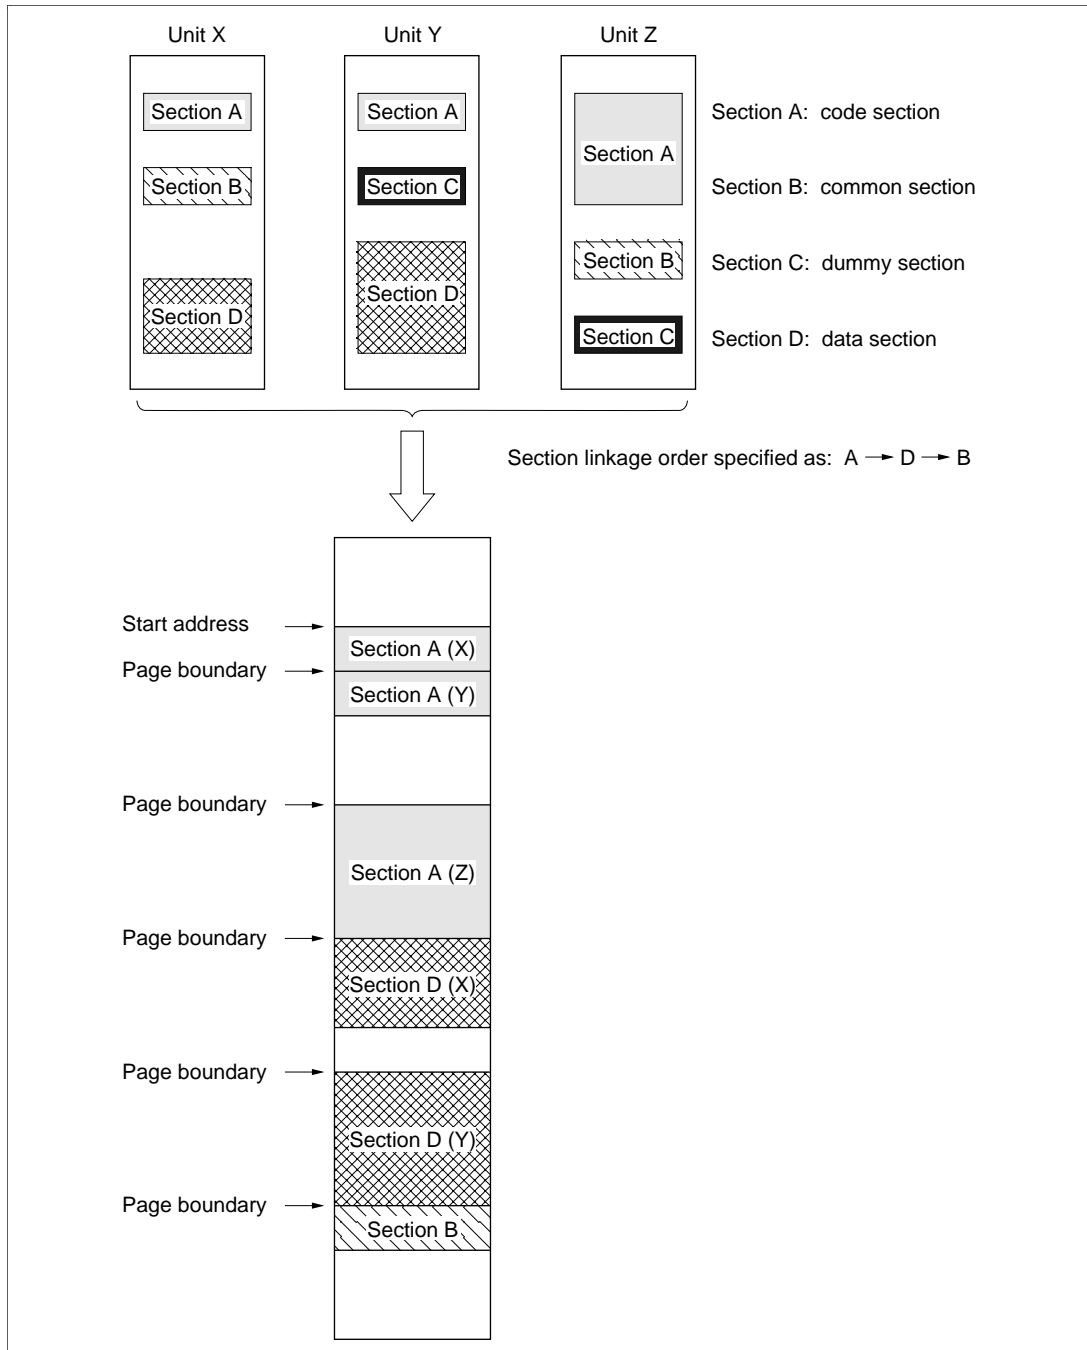 Unit X
Unit Y
Unit Z
Section A
Section B
Section D
Section A
Section C
Section D
Section A
Section B
Section C
Section A: code section
Section B: common section
Section C: dummy section
Section D: data section
Section linkage order specified as: A → D → B
Start address
Section A (X)
Page boundary
Section A (Y)
Page boundary
Section A (Z)
Page boundary
Section D (X)
Page boundary
Section D (Y)
Page boundary
Section B